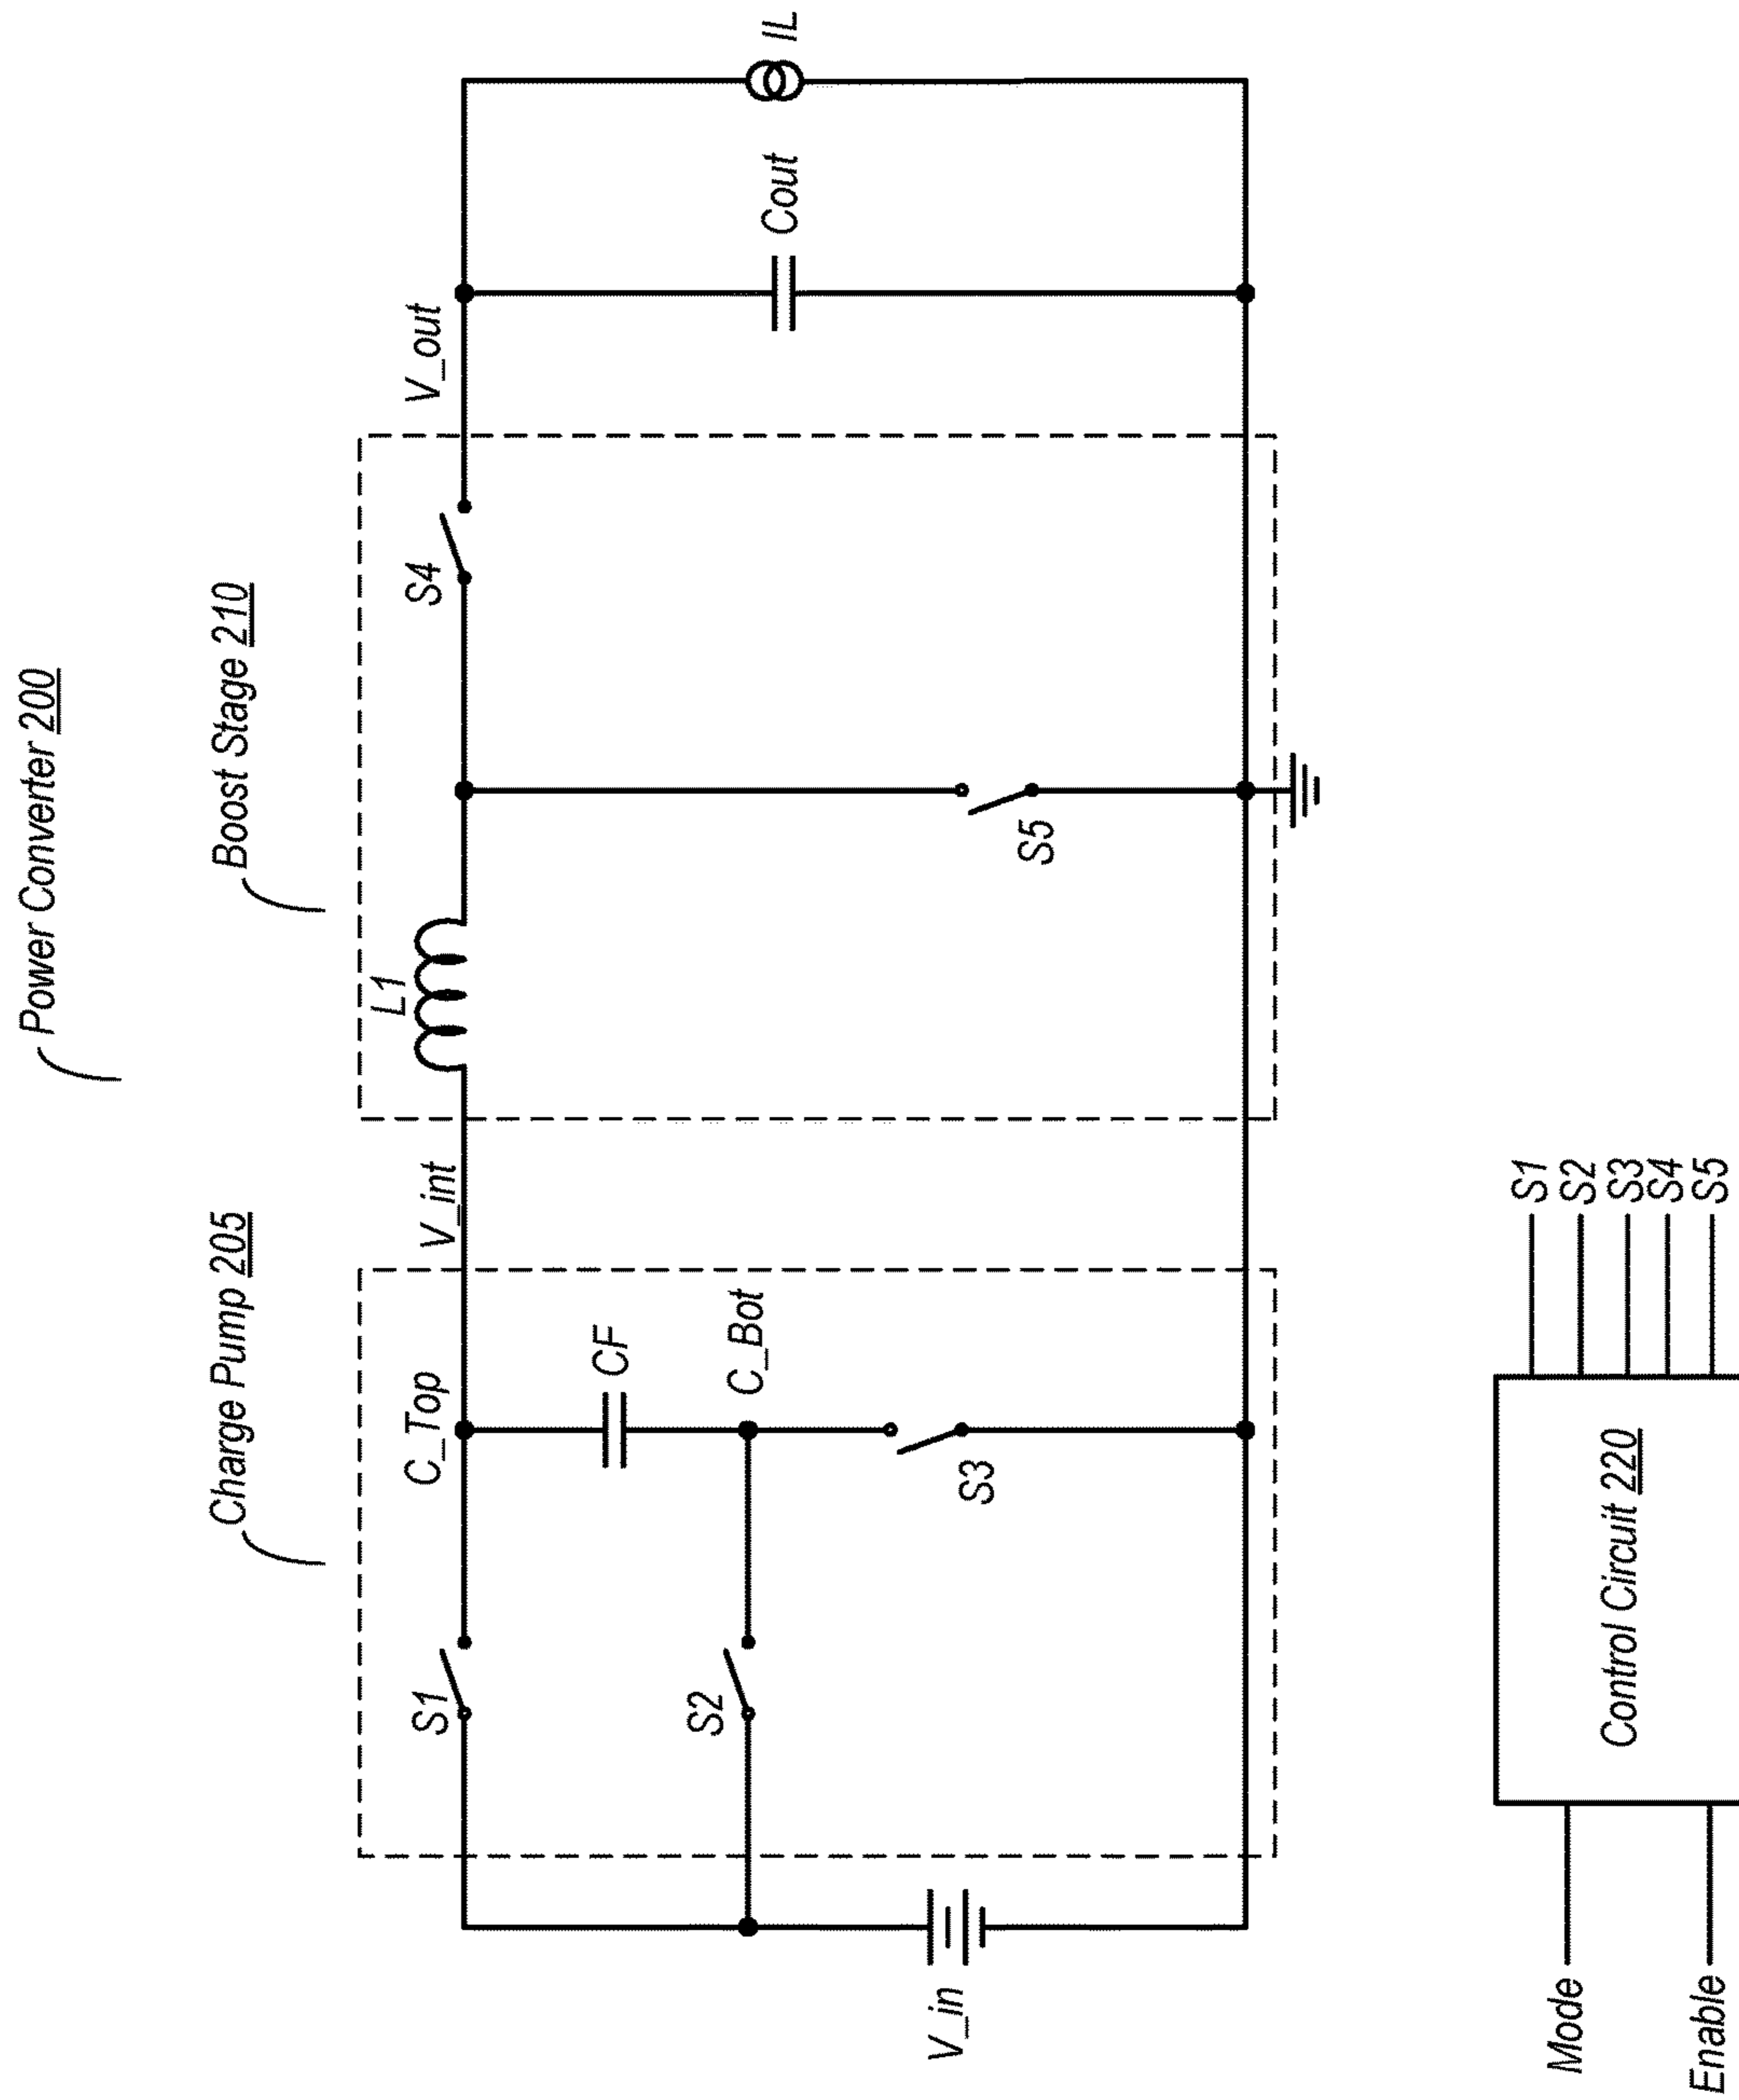 Power Converter 200
Charge Pump 205
Boost Stage 210
L1
S1
C_Top
V_int
S4
V_out
CF
S2
C_Bot
Cout
IL
V_in
S3
S5
Mode
Enable
Control Circuit 220
S1
S2
S3
S4
S5